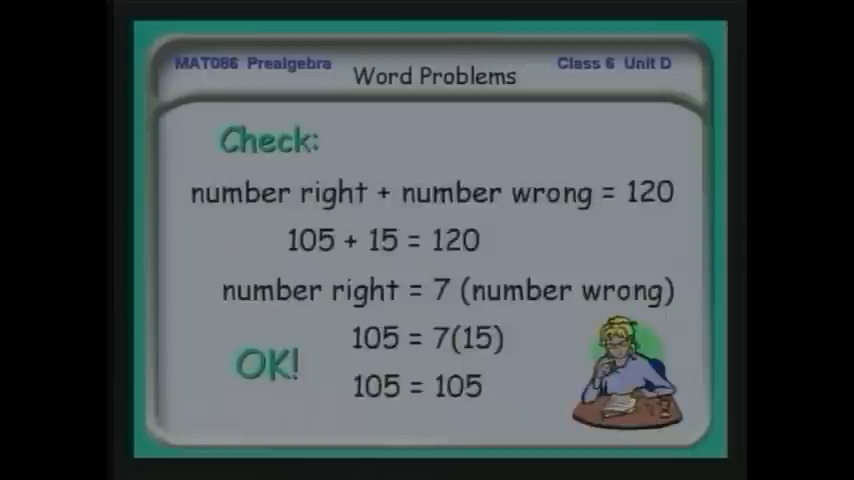 MAT086 Prealgebra
Word Problems
Class 6 Unit D
Check:
number right + number wrong = 120
105 + 15 = 120
number right = 7 (number wrong)
105 = 7(15)
OK!
105 = 105